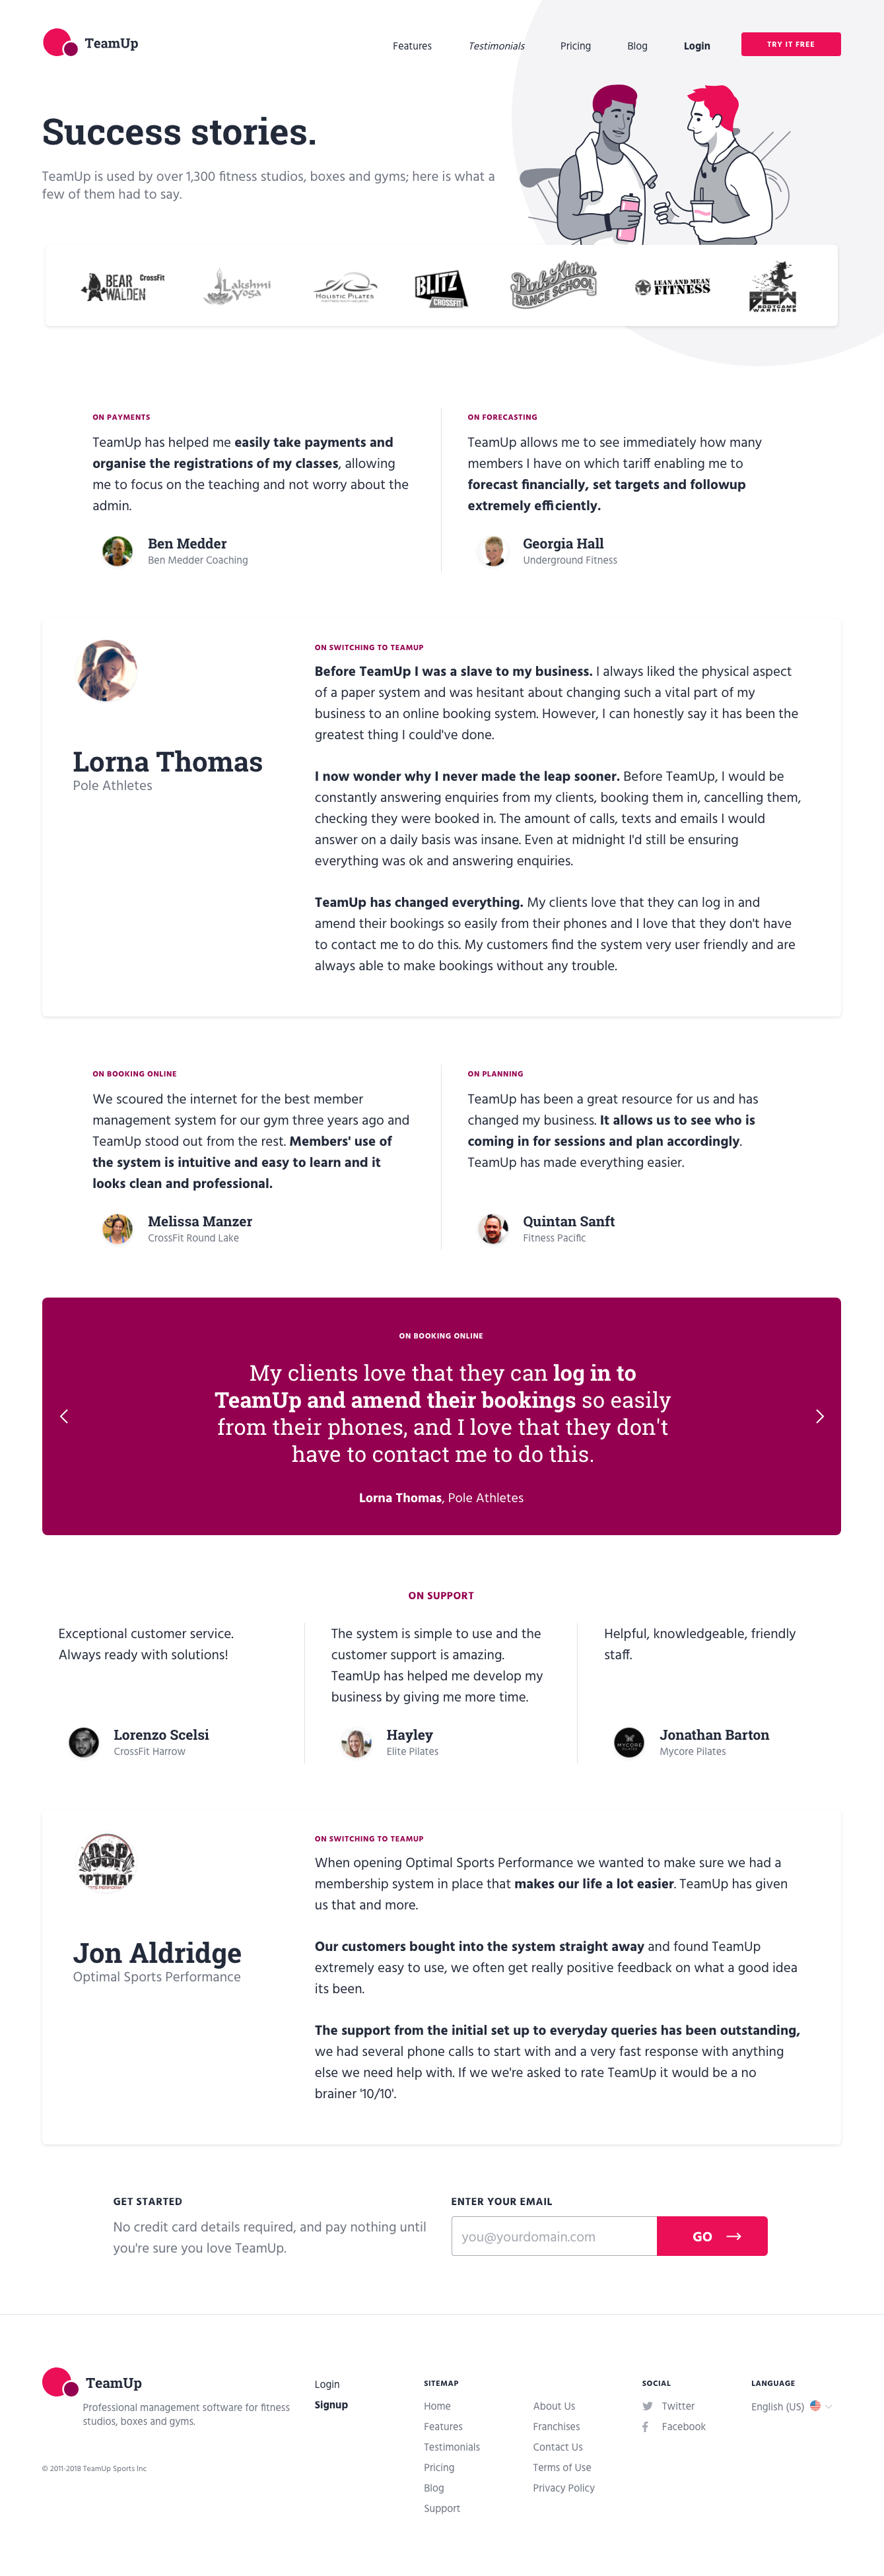 TeamUp
Features
Testimonials
Pricing
Blog
Login
TRY IT FREE
Success stories.
TeamUp is used by over 1,300 fitness studios, boxes and gyms; here is what a
few of them had to say.
BEAR WALDEN CrossFit
Lakshmi Yoga
HOLISTIC PILATES
BLITZ CROSSFIT
Pink Kitten DANCE SCHOOL
LEAN AND MEAN FITNESS
BCW BOOTCAMP WARRIORS
ON PAYMENTS
TeamUp has helped me easily take payments and
organise the registrations of my classes, allowing
me to focus on the teaching and not worry about the
admin.
Ben Medder
Ben Medder Coaching
ON FORECASTING
TeamUp allows me to see immediately how many
members I have on which tariff enabling me to
forecast financially, set targets and followup
extremely efficiently.
Georgia Hall
Underground Fitness
Lorna Thomas
Pole Athletes
ON SWITCHING TO TEAMUP
Before TeamUp I was a slave to my business. I always liked the physical aspect
of a paper system and was hesitant about changing such a vital part of my
business to an online booking system. However, I can honestly say it has been the
greatest thing I could've done.
I now wonder why I never made the leap sooner. Before TeamUp, I would be
constantly answering enquiries from my clients, booking them in, cancelling them,
checking they were booked in. The amount of calls, texts and emails I would
answer on a daily basis was insane. Even at midnight I'd still be ensuring
everything was ok and answering enquiries.
TeamUp has changed everything. My clients love that they can log in and
amend their bookings so easily from their phones and I love that they don't have
to contact me to do this. My customers find the system very user friendly and are
always able to make bookings without any trouble.
ON BOOKING ONLINE
We scoured the internet for the best member
management system for our gym three years ago and
TeamUp stood out from the rest. Members' use of
the system is intuitive and easy to learn and it
looks clean and professional.
Melissa Manzer
CrossFit Round Lake
ON PLANNING
TeamUp has been a great resource for us and has
changed my business. It allows us to see who is
coming in for sessions and plan accordingly.
TeamUp has made everything easier.
Quintan Sanft
Fitness Pacific
ON BOOKING ONLINE
My clients love that they can log in to
TeamUp and amend their bookings so easily
from their phones, and I love that they don't
have to contact me to do this.
Lorna Thomas, Pole Athletes
ON SUPPORT
Exceptional customer service.
Always ready with solutions!
Lorenzo Scelsi
CrossFit Harrow
The system is simple to use and the
customer support is amazing.
TeamUp has helped me develop my
business by giving me more time.
Hayley
Elite Pilates
Helpful, knowledgeable, friendly
staff.
MYCORE
Jonathan Barton
Mycore Pilates
OSP
OPTIMAL
Jon Aldridge
Optimal Sports Performance
ON SWITCHING TO TEAMUP
When opening Optimal Sports Performance we wanted to make sure we had a
membership system in place that makes our life a lot easier. TeamUp has given
us that and more.
Our customers bought into the system straight away and found TeamUp
extremely easy to use, we often get really positive feedback on what a good idea
its been.
The support from the initial set up to everyday queries has been outstanding,
we had several phone calls to start with and a very fast response with anything
else we need help with. If we we're asked to rate TeamUp it would be a no
brainer '10/10'.
GET STARTED
No credit card details required, and pay nothing until
you're sure you love TeamUp.
ENTER YOUR EMAIL
you@yourdomain.com
GO
TeamUp
Professional management software for fitness
studios, boxes and gyms.
© 2011-2018 TeamUp Sports Inc
Login
Signup
SITEMAP
Home
Features
Testimonials
Pricing
Blog
Support
About Us
Franchises
Contact Us
Terms of Use
Privacy Policy
SOCIAL
Twitter
Facebook
LANGUAGE
English (US)